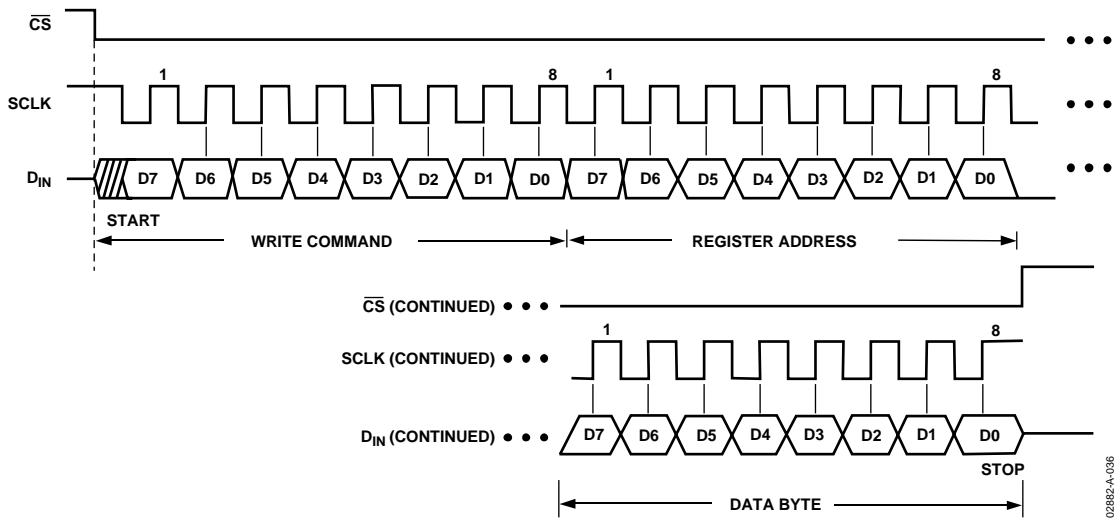 CS
1 8 1 8
SCLK
D7 D6 D5 D4 D3 D2 D1 D0 D7 D6 D5 D4 D3 D2 D1 D0
DIN
START
WRITE COMMAND REGISTER ADDRESS
CS (CONTINUED)
1 8
SCLK (CONTINUED)
DIN (CONTINUED) D7 D6 D5 D4 D3 D2 D1 D0
STOP
DATA BYTE
02882-A-036